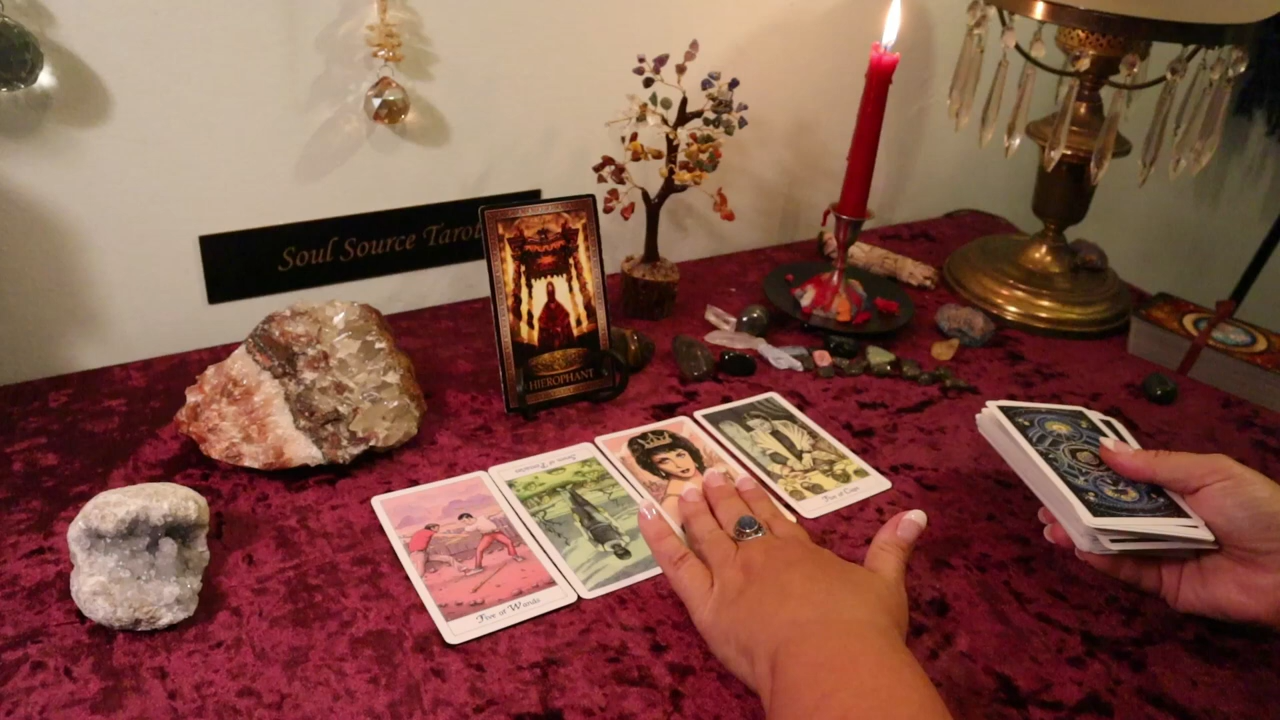 Soul Source Tarot
HIEROPHANT
Five of Wands
Five of Cups